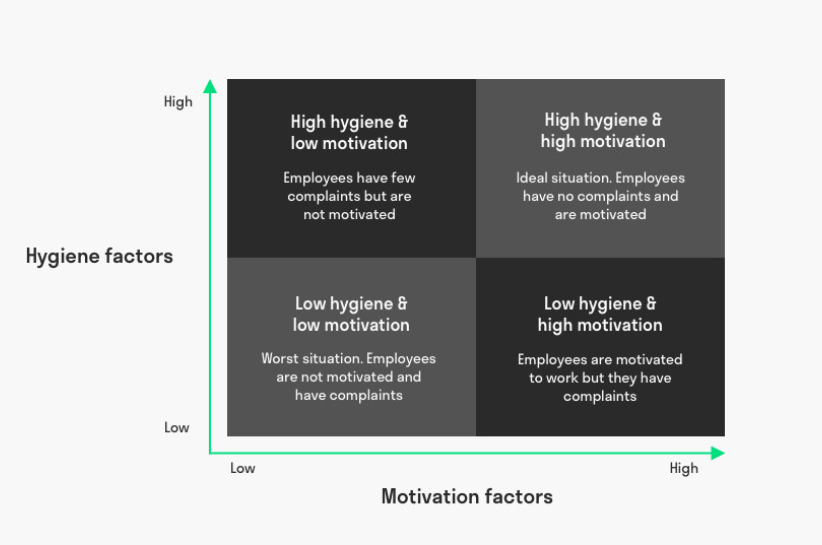 High
High hygiene &
low motivation
Employees have few
complaints but are
not motivated
High hygiene &
high motivation
Ideal situation. Employees
have no complaints and
are motivated
Hygiene factors
Low hygiene &
low motivation
Worst situation. Employees
are not motivated and
have complaints
Low hygiene &
high motivation
Employees are motivated
to work but they have
complaints
Low
Low
High
Motivation factors